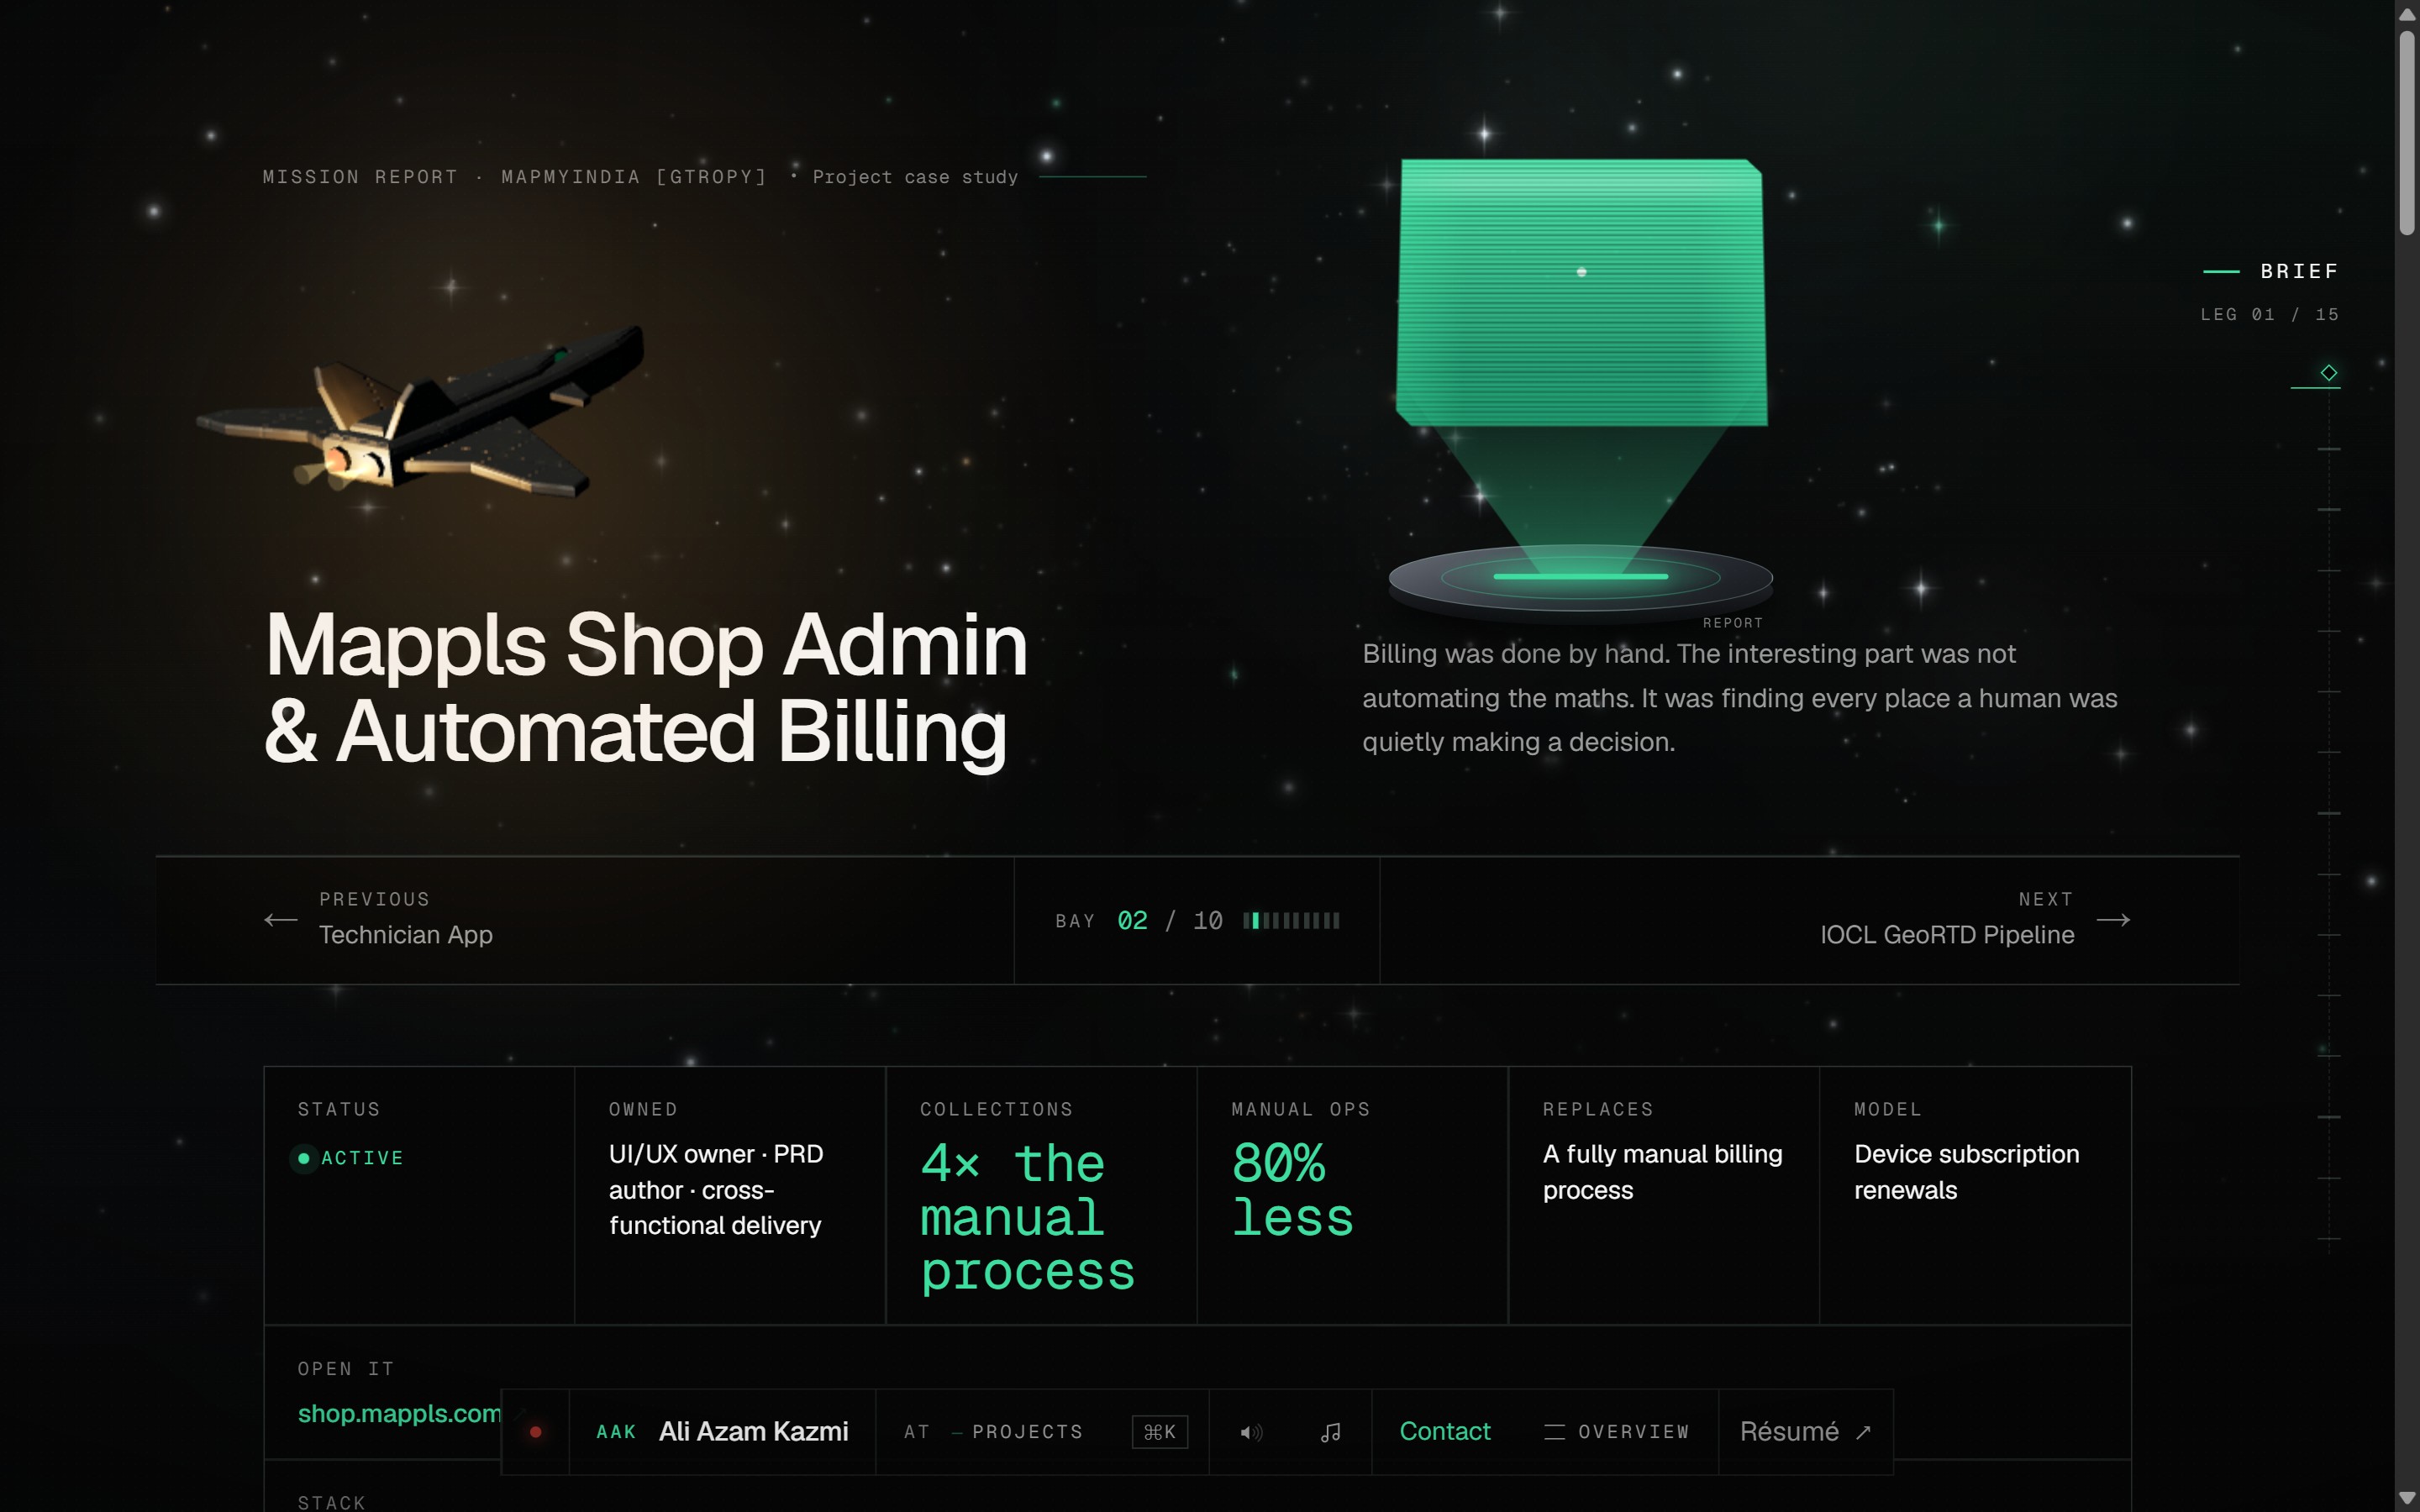 MISSION REPORT · MAPMYINDIA [GTROPY] • Project case study
BRIEF
LEG 01 / 15
REPORT
Mappls Shop Admin
& Automated Billing
Billing was done by hand. The interesting part was not
automating the maths. It was finding every place a human was
quietly making a decision.
← PREVIOUS
Technician App
BAY 02 / 10
NEXT →
IOCL GeoRTD Pipeline
STATUS
ACTIVE
OWNED
UI/UX owner · PRD
author · cross-
functional delivery
COLLECTIONS
4× the
manual
process
MANUAL OPS
80%
less
REPLACES
A fully manual billing
process
MODEL
Device subscription
renewals
OPEN IT
shop.mappls.com
AAK Ali Azam Kazmi
AT — PROJECTS ⌘K
Contact
OVERVIEW
Résumé ↗
STACK